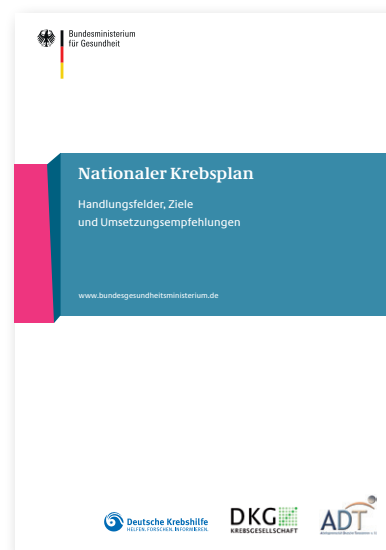 Bundesministerium
für Gesundheit
Nationaler Krebsplan
Handlungsfelder, Ziele
und Umsetzungsempfehlungen
www.bundesgesundheitsministerium.de
Deutsche Krebshilfe
HELFEN. FORSCHEN. INFORMIEREN.
DKG
KREBSGESELLSCHAFT
ADT